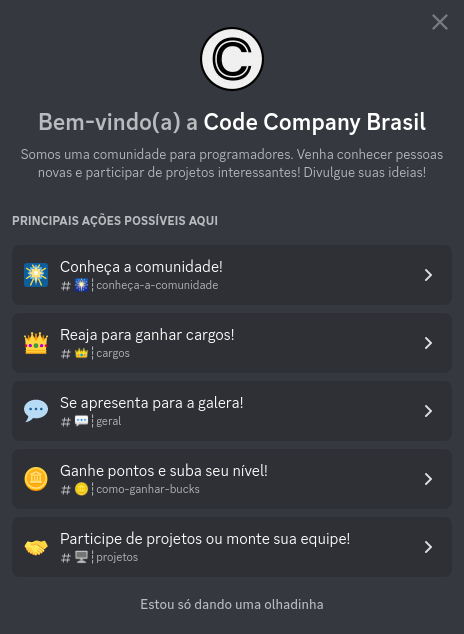 C
Bem-vindo(a) a Code Company Brasil
Somos uma comunidade para programadores. Venha conhecer pessoas
novas e participar de projetos interessantes! Divulgue suas ideias!
PRINCIPAIS AÇÕES POSSÍVEIS AQUI
Conheça a comunidade!
# 🎆┆conheça-a-comunidade
Reaja para ganhar cargos!
# 👑┆cargos
Se apresenta para a galera!
# 💬┆geral
Ganhe pontos e suba seu nível!
# 🪙┆como-ganhar-bucks
Participe de projetos ou monte sua equipe!
# 🖥️┆projetos
Estou só dando uma olhadinha